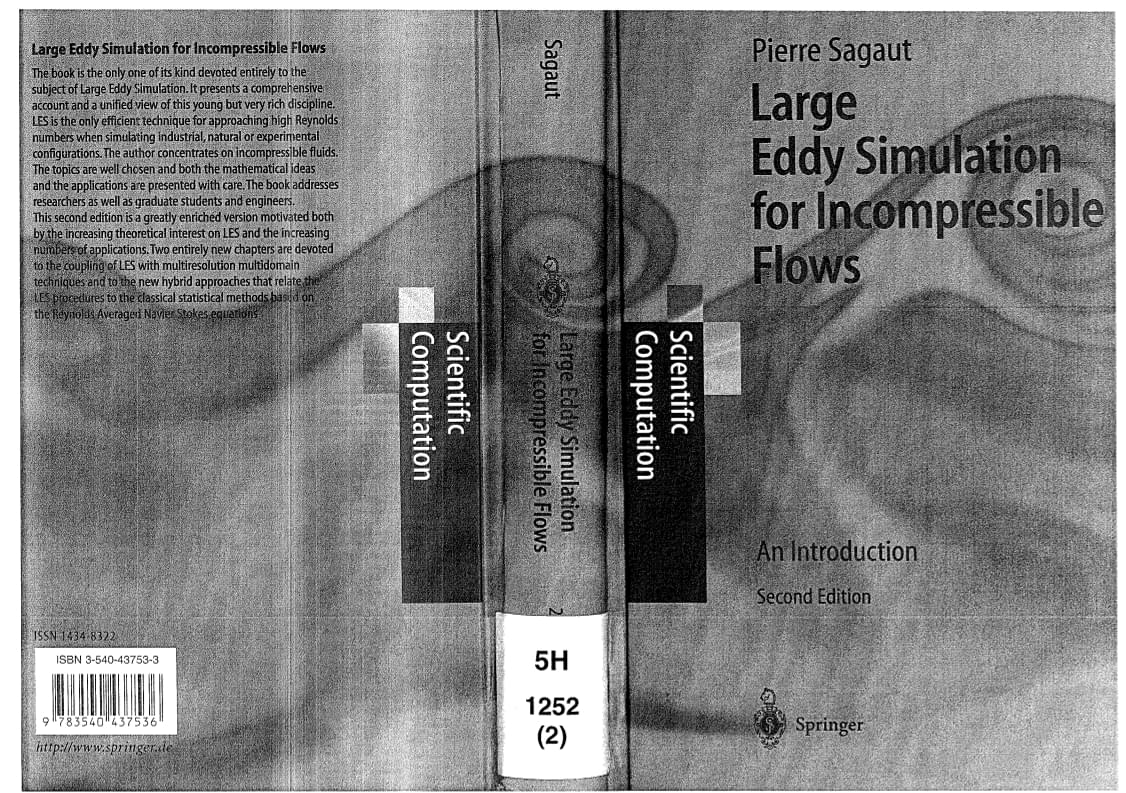 Large Eddy Simulation for Incompressible Flows
The book is the only one of its kind devoted entirely to the
subject of Large Eddy Simulation. It presents a comprehensive
account and a unified view of this young but very rich discipline.
LES is the only efficient technique for approaching high Reynolds
numbers when simulating industrial, natural or experimental
configurations. The author concentrates on incompressible fluids.
The topics are well chosen and both the mathematical ideas
and the applications are presented with care. The book addresses
researchers as well as graduate students and engineers.
This second edition is a greatly enriched version motivated both
by the increasing theoretical interest on LES and the increasing
numbers of applications. Two entirely new chapters are devoted
to the coupling of LES with multiresolution multidomain
techniques and to the new hybrid approaches that relate the
LES procedures to the classical statistical methods based on
the Reynolds Averaged Navier Stokes equations
ISSN 1434-8322
ISBN 3-540-43753-3
9 783540 437536
http://www.springer.de
Scientific
Computation
Sagaut
Large Eddy Simulation
for Incompressible Flows
2
5H
1252
(2)
Scientific
Computation
Pierre Sagaut
Large
Eddy Simulation
for Incompressible
Flows
An Introduction
Second Edition
Springer